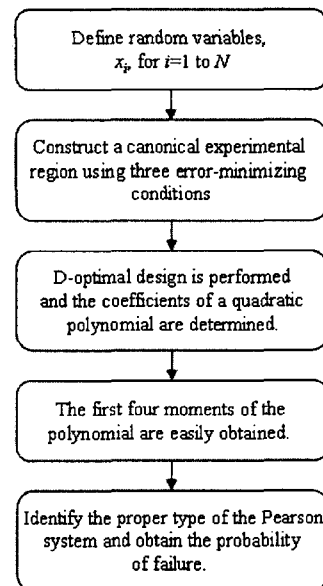 Define random variables,
xi, for i=1 to N
Construct a canonical experimental
region using three error-minimizing
conditions
D-optimal design is performed
and the coefficients of a quadratic
polynomial are determined.
The first four moments of the
polynomial are easily obtained.
Identify the proper type of the Pearson
system and obtain the probability
of failure.